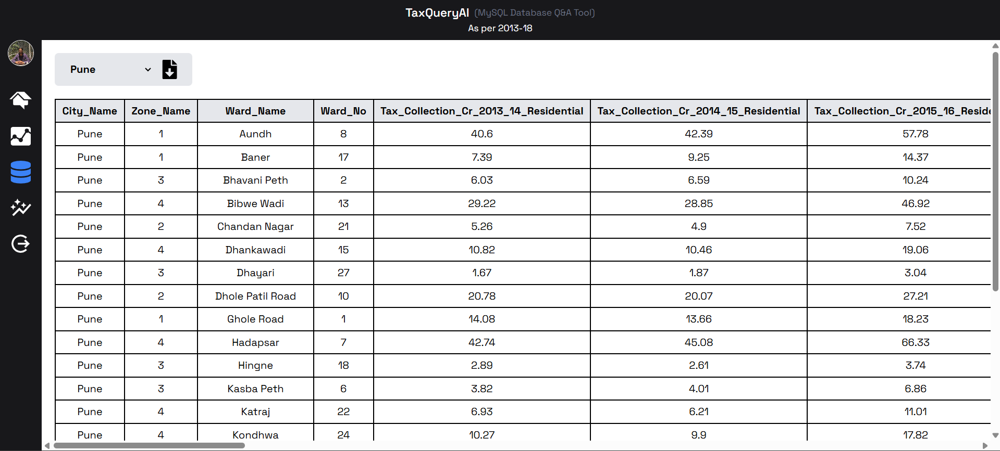 TaxQueryAI (MySQL Database Q&A Tool)
As per 2013-18
Pune
City_Name Zone_Name Ward_Name Ward_No Tax_Collection_Cr_2013_14_Residential Tax_Collection_Cr_2014_15_Residential Tax_Collection_Cr_2015_16_Reside
Pune 1 Aundh 8 40.6 42.39 57.78
Pune 1 Baner 17 7.39 9.25 14.37
Pune 3 Bhavani Peth 2 6.03 6.59 10.24
Pune 4 Bibwe Wadi 13 29.22 28.85 46.92
Pune 2 Chandan Nagar 21 5.26 4.9 7.52
Pune 4 Dhankawadi 15 10.82 10.46 19.06
Pune 3 Dhayari 27 1.67 1.87 3.04
Pune 2 Dhole Patil Road 10 20.78 20.07 27.21
Pune 1 Ghole Road 1 14.08 13.66 18.23
Pune 4 Hadapsar 7 42.74 45.08 66.33
Pune 3 Hingne 18 2.89 2.61 3.74
Pune 3 Kasba Peth 6 3.82 4.01 6.86
Pune 4 Katraj 22 6.93 6.21 11.01
Pune 4 Kondhwa 24 10.27 9.9 17.82